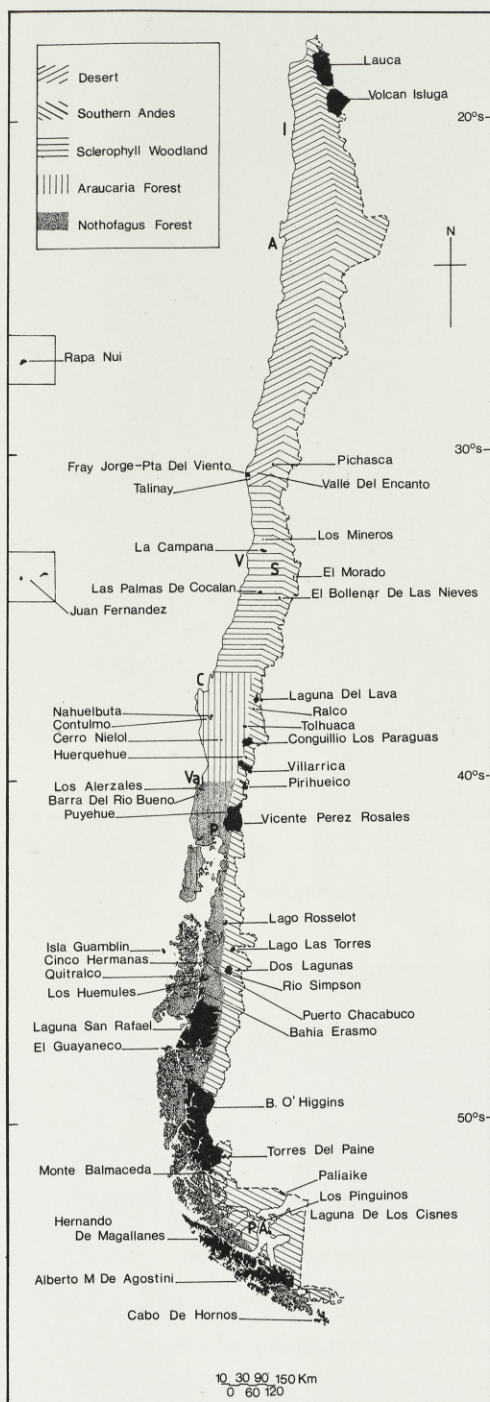 Desert
Southern Andes
Sclerophyll Woodland
Araucaria Forest
Nothofagus Forest
Lauca
Volcan Isluga
20°s
I
A
N
Rapa Nui
30°s
Fray Jorge-Pta Del Viento
Pichasca
Talinay
Valle Del Encanto
Los Mineros
La Campana
V
S
El Morado
Las Palmas De Cocalan
El Bollenar De Las Nieves
Juan Fernandez
C
Laguna Del Lava
Nahuelbuta
Ralco
Contulmo
Tolhuaca
Cerro Nielol
Conguillio Los Paraguas
Huerquehue
Villarrica
Va
40°s
Los Alerzales
Pirihueico
Barra Del Rio Bueno
Puyehue
Vicente Perez Rosales
P
Lago Rosselot
Isla Guamblin
Lago Las Torres
Cinco Hermanas
Dos Lagunas
Quitralco
Rio Simpson
Los Huemules
Puerto Chacabuco
Laguna San Rafael
Bahia Erasmo
El Guayaneco
B. O'Higgins
50°s
Torres Del Paine
Monte Balmaceda
Paliaike
Los Pinguinos
Hernando
De Magallanes
P.A.
Laguna De Los Cisnes
Alberto M De Agostini
Cabo De Hornos
10 30 90 150 Km
0 60 120